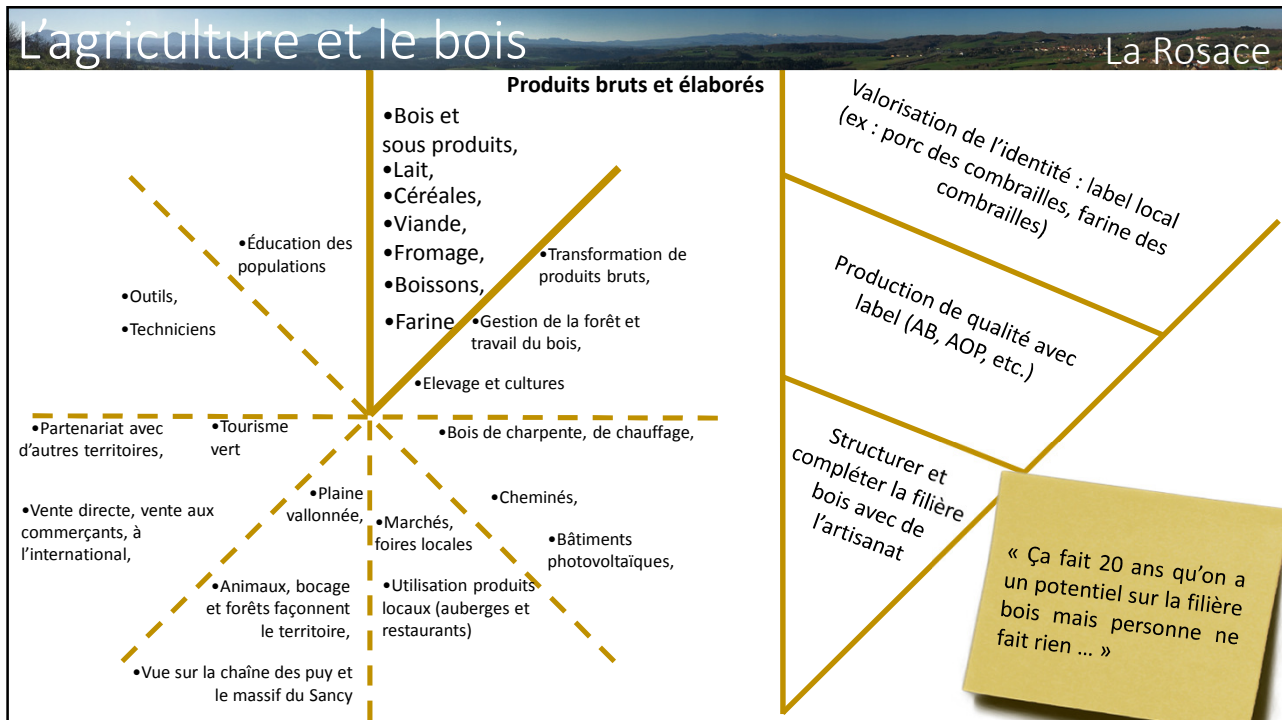 L'agriculture et le bois
La Rosace
Produits bruts et élaborés
•Bois et
sous produits,
•Lait,
•Céréales,
•Viande,
•Fromage,
•Boissons,
•Farine
•Transformation de
produits bruts,
•Gestion de la forêt et
travail du bois,
•Elevage et cultures
•Bois de charpente, de chauffage,
•Cheminés,
•Bâtiments
photovoltaïques,
•Marchés,
foires locales
•Utilisation produits
locaux (auberges et
restaurants)
•Plaine
vallonnée,
•Animaux, bocage
et forêts façonnent
le territoire,
•Vue sur la chaîne des puy et
le massif du Sancy
•Tourisme
vert
•Partenariat avec
d'autres territoires,
•Vente directe, vente aux
commerçants, à
l'international,
•Éducation des
populations
•Outils,
•Techniciens
Valorisation de l'identité : label local
(ex : porc des combrailles, farine des
combrailles)
Production de qualité avec
label (AB, AOP, etc.)
Structurer et
compléter la filière
bois avec de
l'artisanat
« Ça fait 20 ans qu'on a
un potentiel sur la filière
bois mais personne ne
fait rien ... »